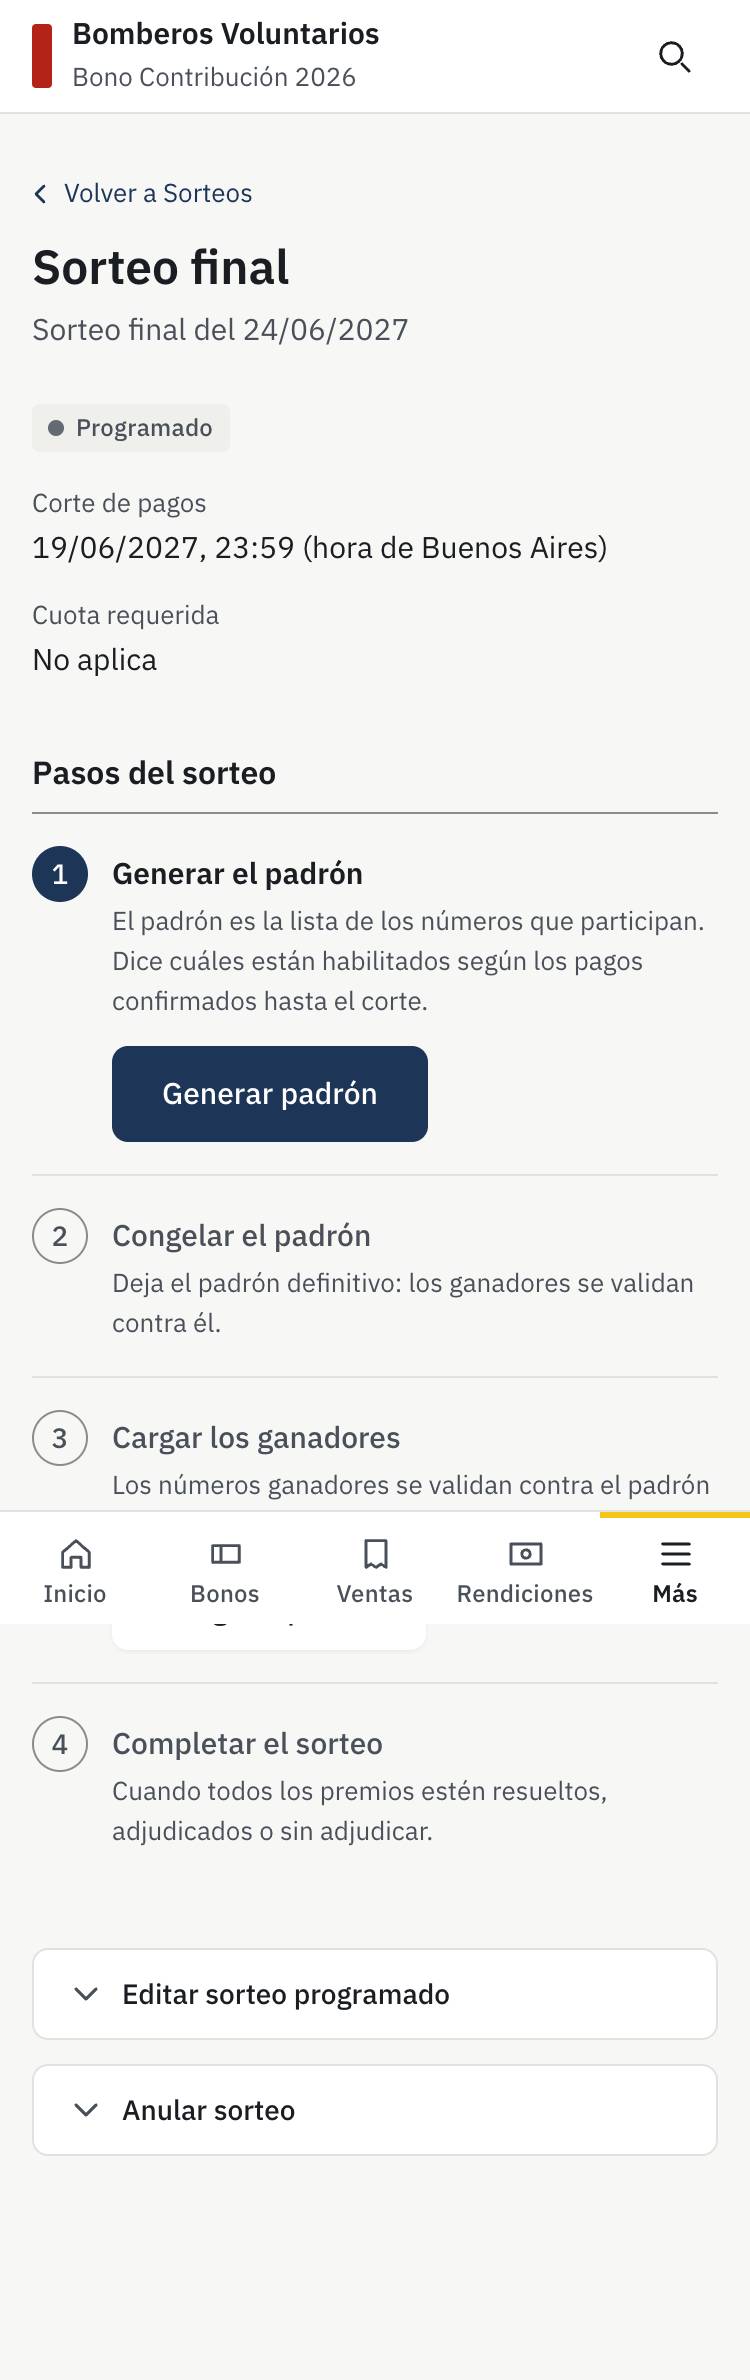 Bomberos Voluntarios
Bono Contribución 2026
Volver a Sorteos
Sorteo final
Sorteo final del 24/06/2027
Programado
Corte de pagos
19/06/2027, 23:59 (hora de Buenos Aires)
Cuota requerida
No aplica
Pasos del sorteo
1
Generar el padrón
El padrón es la lista de los números que participan.
Dice cuáles están habilitados según los pagos
confirmados hasta el corte.
Generar padrón
2
Congelar el padrón
Deja el padrón definitivo: los ganadores se validan
contra él.
3
Cargar los ganadores
Los números ganadores se validan contra el padrón
Inicio
Bonos
Ventas
Rendiciones
Más
4
Completar el sorteo
Cuando todos los premios estén resueltos,
adjudicados o sin adjudicar.
Editar sorteo programado
Anular sorteo